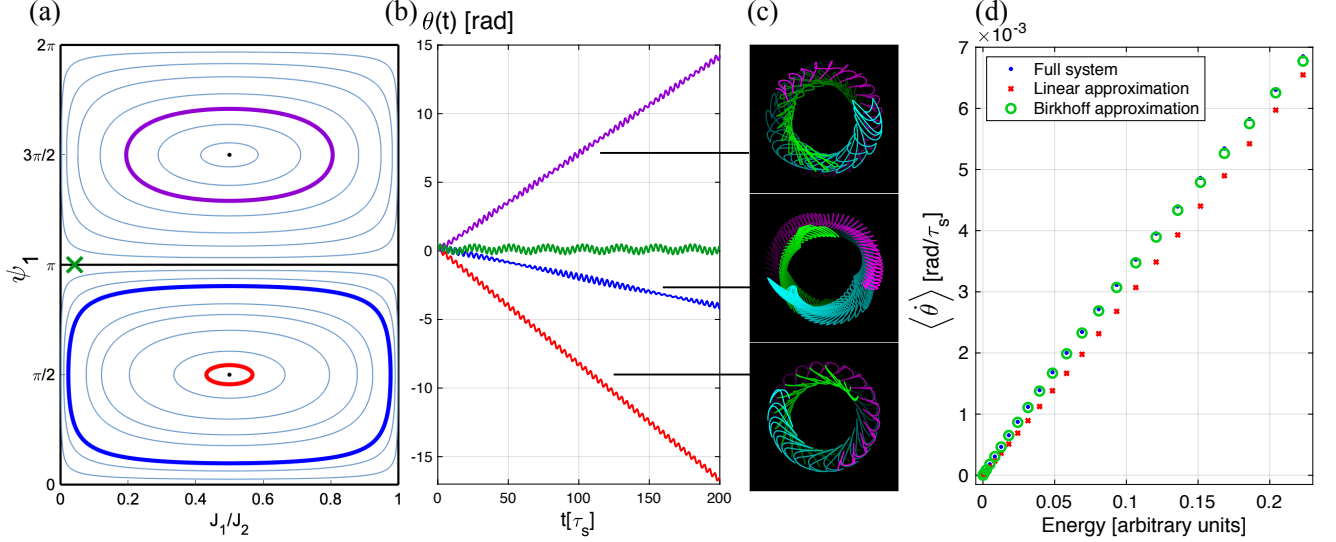 (a)
2π
3π/2
ψ₁
π
π/2
0
0 0.2 0.4 0.6 0.8 1
J₁/J₂
(b)
θ(t) [rad]
15
10
5
0
-5
-10
-15
0 50 100 150 200
t[τₛ]
(c)
(d)
×10⁻³
7
6
5
4
3
2
1
0
⟨θ̇⟩ [rad/τₛ]
Full system
Linear approximation
Birkhoff approximation
0 0.05 0.1 0.15 0.2
Energy [arbitrary units]